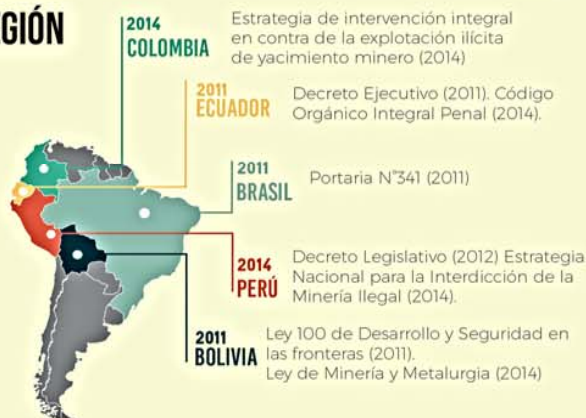 EGIÓN
2014
COLOMBIA
Estrategia de intervención integral
en contra de la explotación ilícita
de yacimiento minero (2014)
2011
ECUADOR
Decreto Ejecutivo (2011). Código
Orgánico Integral Penal (2014).
2011
BRASIL
Portaria N°341 (2011)
2014
PERÚ
Decreto Legislativo (2012) Estrategia
Nacional para la Interdicción de la
Minería Ilegal (2014).
2011
BOLIVIA
Ley 100 de Desarrollo y Seguridad en
las fronteras (2011).
Ley de Minería y Metalurgia (2014)